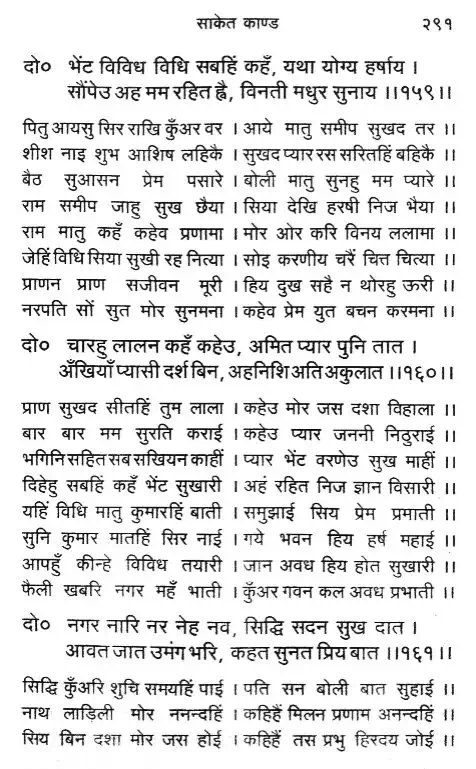 साकेत काण्ड २९१
दो० भेंट विविध विधि सबहिं कहँ, यथा योग्य हर्षाय ।
सौंपेउ अह मम रहित ह्वै, विनती मधुर सुनाय ।।१५९।।
पितु आयसु सिर राखि कुँअर वर । आये मातु समीप सुखद तर ।।
शीश नाइ शुभ आशिष लहिकै । सुखद प्यार रस सरितहिं बहिकै ।।
बैठ सुआसन प्रेम पसारे । बोली मातु सुनहु मम प्यारे ।।
राम समीप जाहु सुख छैया । सिया देखि हरषी निज भैया ।।
राम मातु कहँ कहेव प्रणामा । मोर ओर करि विनय ललामा ।।
जेहिं विधि सिया सुखी रह नित्या । सोइ करणीय चरैं चित्त चित्या ।।
प्राणन प्राण सजीवन मूरी । हिय दुख सहै न थोरहु ऊरी ।।
नरपति सों सुत मोर सुनमना । कहेव प्रेम युत बचन करमना ।।
दो० चारहु लालन कहँ कहेउ, अमित प्यार पुनि तात ।
अँखियाँ प्यासी दर्श बिन, अहनिशि अति अकुलात ।।१६०।।
प्राण सुखद सीतहिं तुम लाला । कहेउ मोर जस दशा विहाला ।।
बार बार मम सुरति कराई । कहेउ प्यार जननी निठुराई ।।
भगिनि सहित सब सखियन काहीं । प्यार भेंट वरणेउ सुख माहीं ।।
दिहेहु सबहिं कहँ भेंट सुखारी । अहं रहित निज ज्ञान विसारी ।।
यहिं विधि मातु कुमारहिं बाती । समुझाई सिय प्रेम प्रमाती ।।
सुनि कुमार मातहिं सिर नाई । गये भवन हिय हर्ष महाई ।।
आपहुँ कीन्हे विविध तयारी । जान अवध हिय होत सुखारी ।।
फैली खबरि नगर महँ भाती । कुँअर गवन कल अवध प्रभाती ।।
दो० नगर नारि नर नेह नव, सिद्धि सदन सुख दात ।
आवत जात उमंग भरि, कहत सुनत प्रिय बात ।।१६१।।
सिद्धि कुँअरि शुचि समयहिं पाई । पति सन बोली बात सुहाई ।।
नाथ लाड़िली मोर ननन्दहिं । कहिहैं मिलन प्रणाम अनन्दहिं ।।
सिय बिन दशा मोर जस होई । कहिहैं तस प्रभु हिरदय जोई ।।